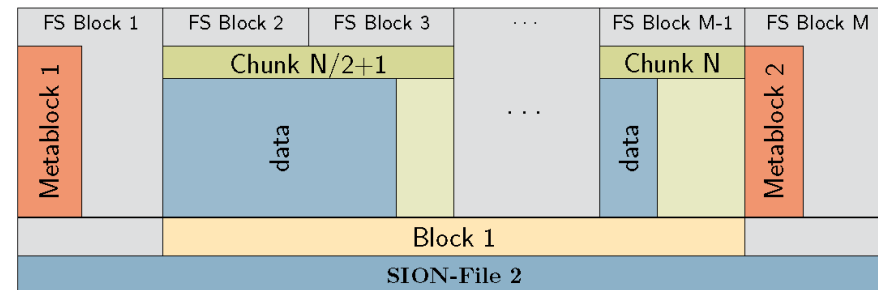 FS Block 1 FS Block 2 FS Block 3 ... FS Block M-1 FS Block M
Metablock 1 Chunk N/2+1 Chunk N Metablock 2
data ... data
Block 1
SION-File 2